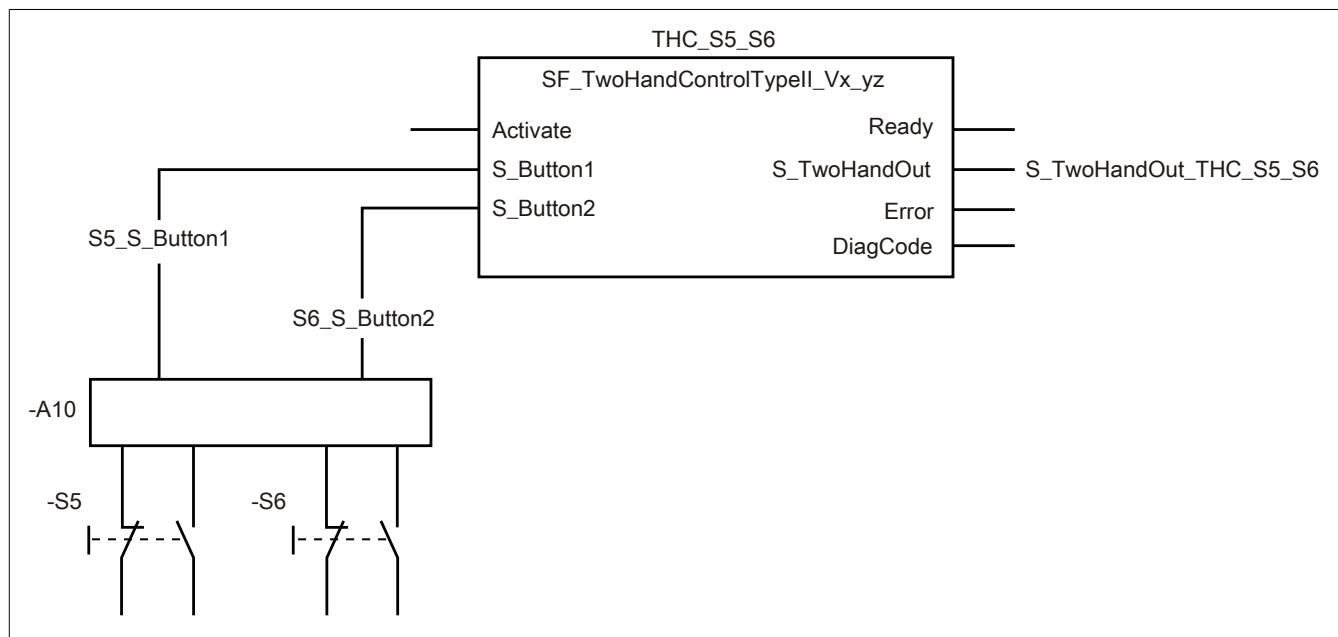 THC_S5_S6
SF_TwoHandControlTypeII_Vx_yz
Activate
Ready
S_Button1
S_TwoHandOut
S_TwoHandOut_THC_S5_S6
S_Button2
Error
DiagCode
S5_S_Button1
S6_S_Button2
-A10
-S5
-S6